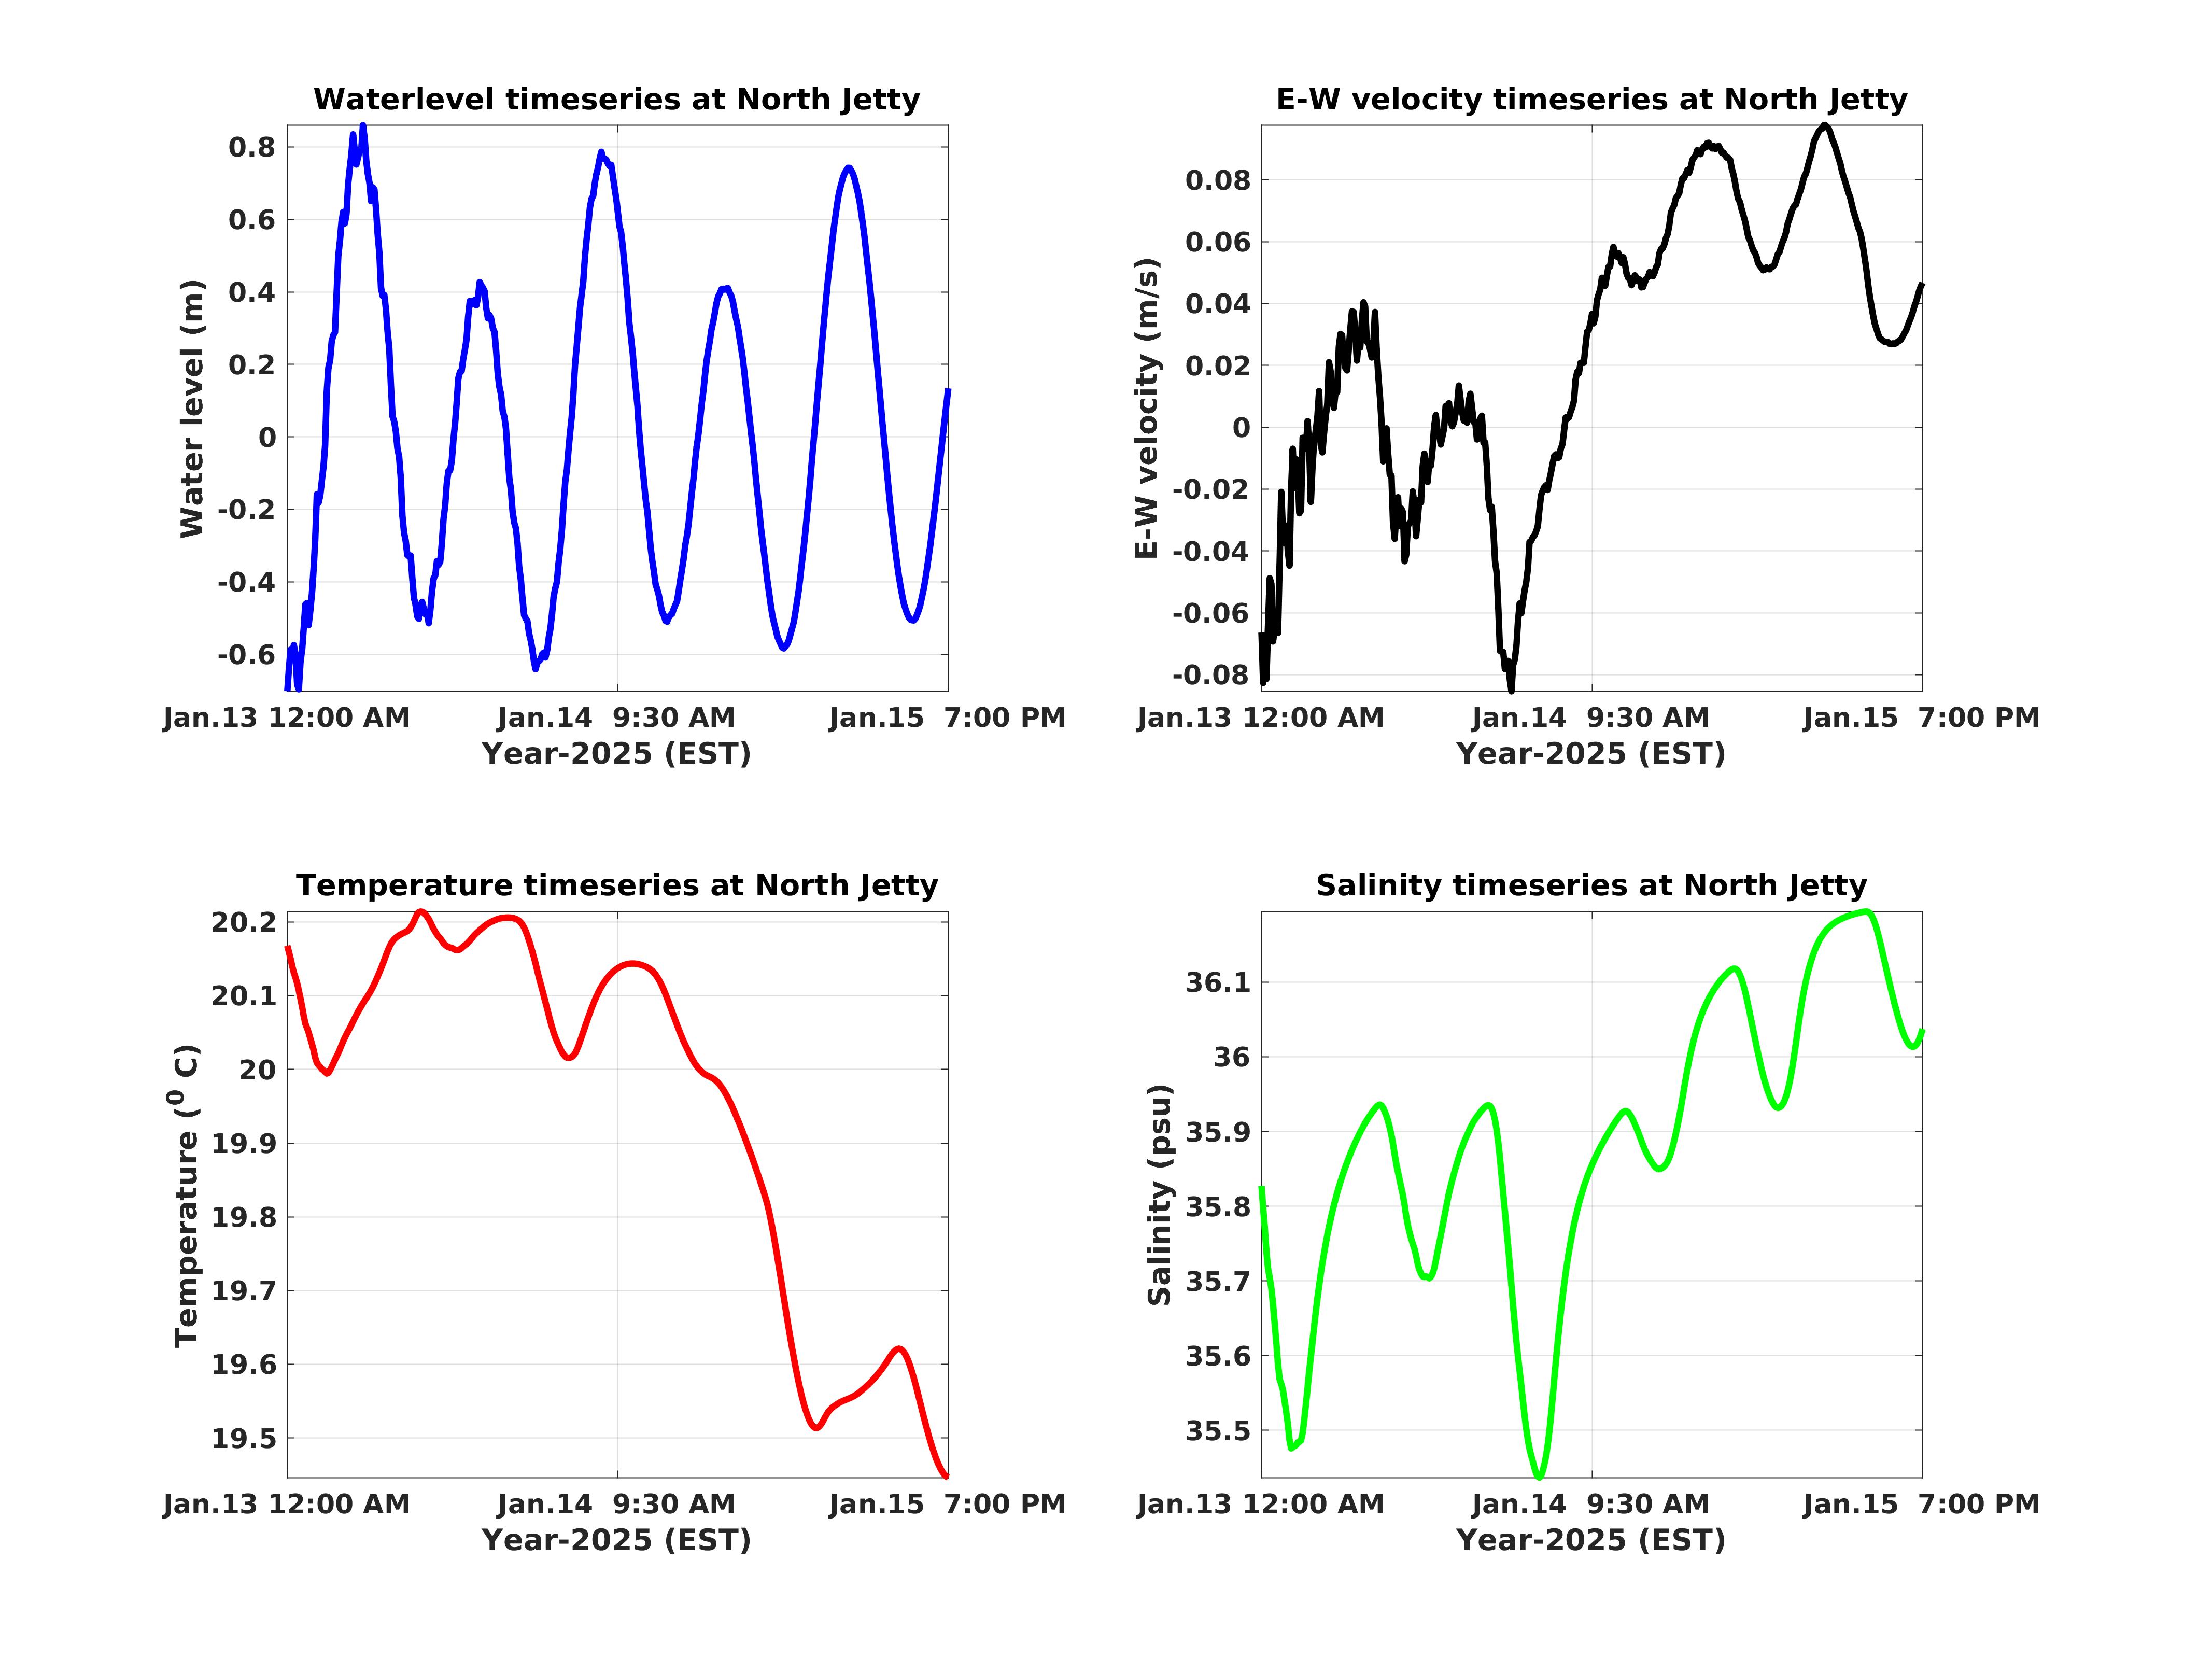 Waterlevel timeseries at North Jetty
Water level (m)
0.8
0.6
0.4
0.2
0
-0.2
-0.4
-0.6
Jan.13 12:00 AM
Jan.14  9:30 AM
Jan.15  7:00 PM
Year-2025 (EST)
E-W velocity timeseries at North Jetty
E-W velocity (m/s)
0.08
0.06
0.04
0.02
0
-0.02
-0.04
-0.06
-0.08
Jan.13 12:00 AM
Jan.14  9:30 AM
Jan.15  7:00 PM
Year-2025 (EST)
Temperature timeseries at North Jetty
Temperature (⁰ C)
20.2
20.1
20
19.9
19.8
19.7
19.6
19.5
Jan.13 12:00 AM
Jan.14  9:30 AM
Jan.15  7:00 PM
Year-2025 (EST)
Salinity timeseries at North Jetty
Salinity (psu)
36.1
36
35.9
35.8
35.7
35.6
35.5
Jan.13 12:00 AM
Jan.14  9:30 AM
Jan.15  7:00 PM
Year-2025 (EST)